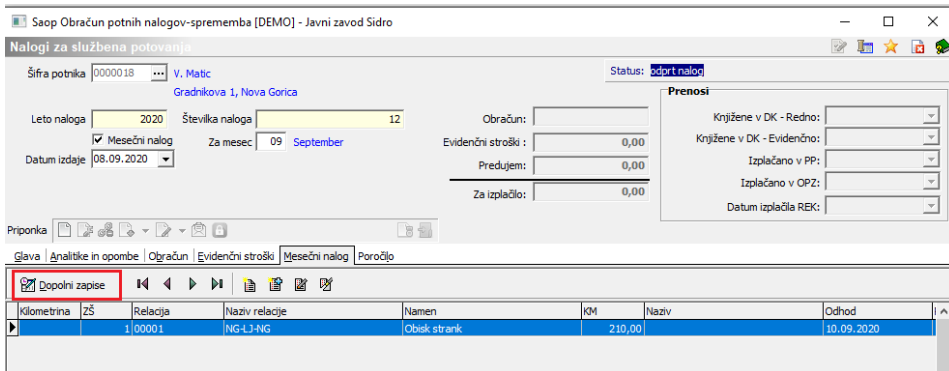 Saop Obračun potnih nalogov-sprememba [DEMO] - Javni zavod Sidro
Nalogi za službena potovanja
Šifra potnika 0000018 ... V. Matic
Status: odprt nalog
Gradnikova 1, Nova Gorica
Prenosi
Leto naloga 2020 Številka naloga 12
Obračun:
Knjižene v DK - Redno:
Mesečni nalog Za mesec 09 September
Evidenčni stroški : 0,00
Knjižene v DK - Evidenčno:
Datum izdaje 08.09.2020
Predujem: 0,00
Izplačano v PP:
Za izplačilo: 0,00
Izplačano v OPZ:
Datum izplačila REK:
Priponka
Glava Analitike in opombe Obračun Evidenčni stroški Mesečni nalog Poročilo
Dopolni zapise
Kilometrina ZŠ Relacija Naziv relacije Namen KM Naziv Odhod
1 00001 NG-LJ-NG Obisk strank 210,00 10.09.2020